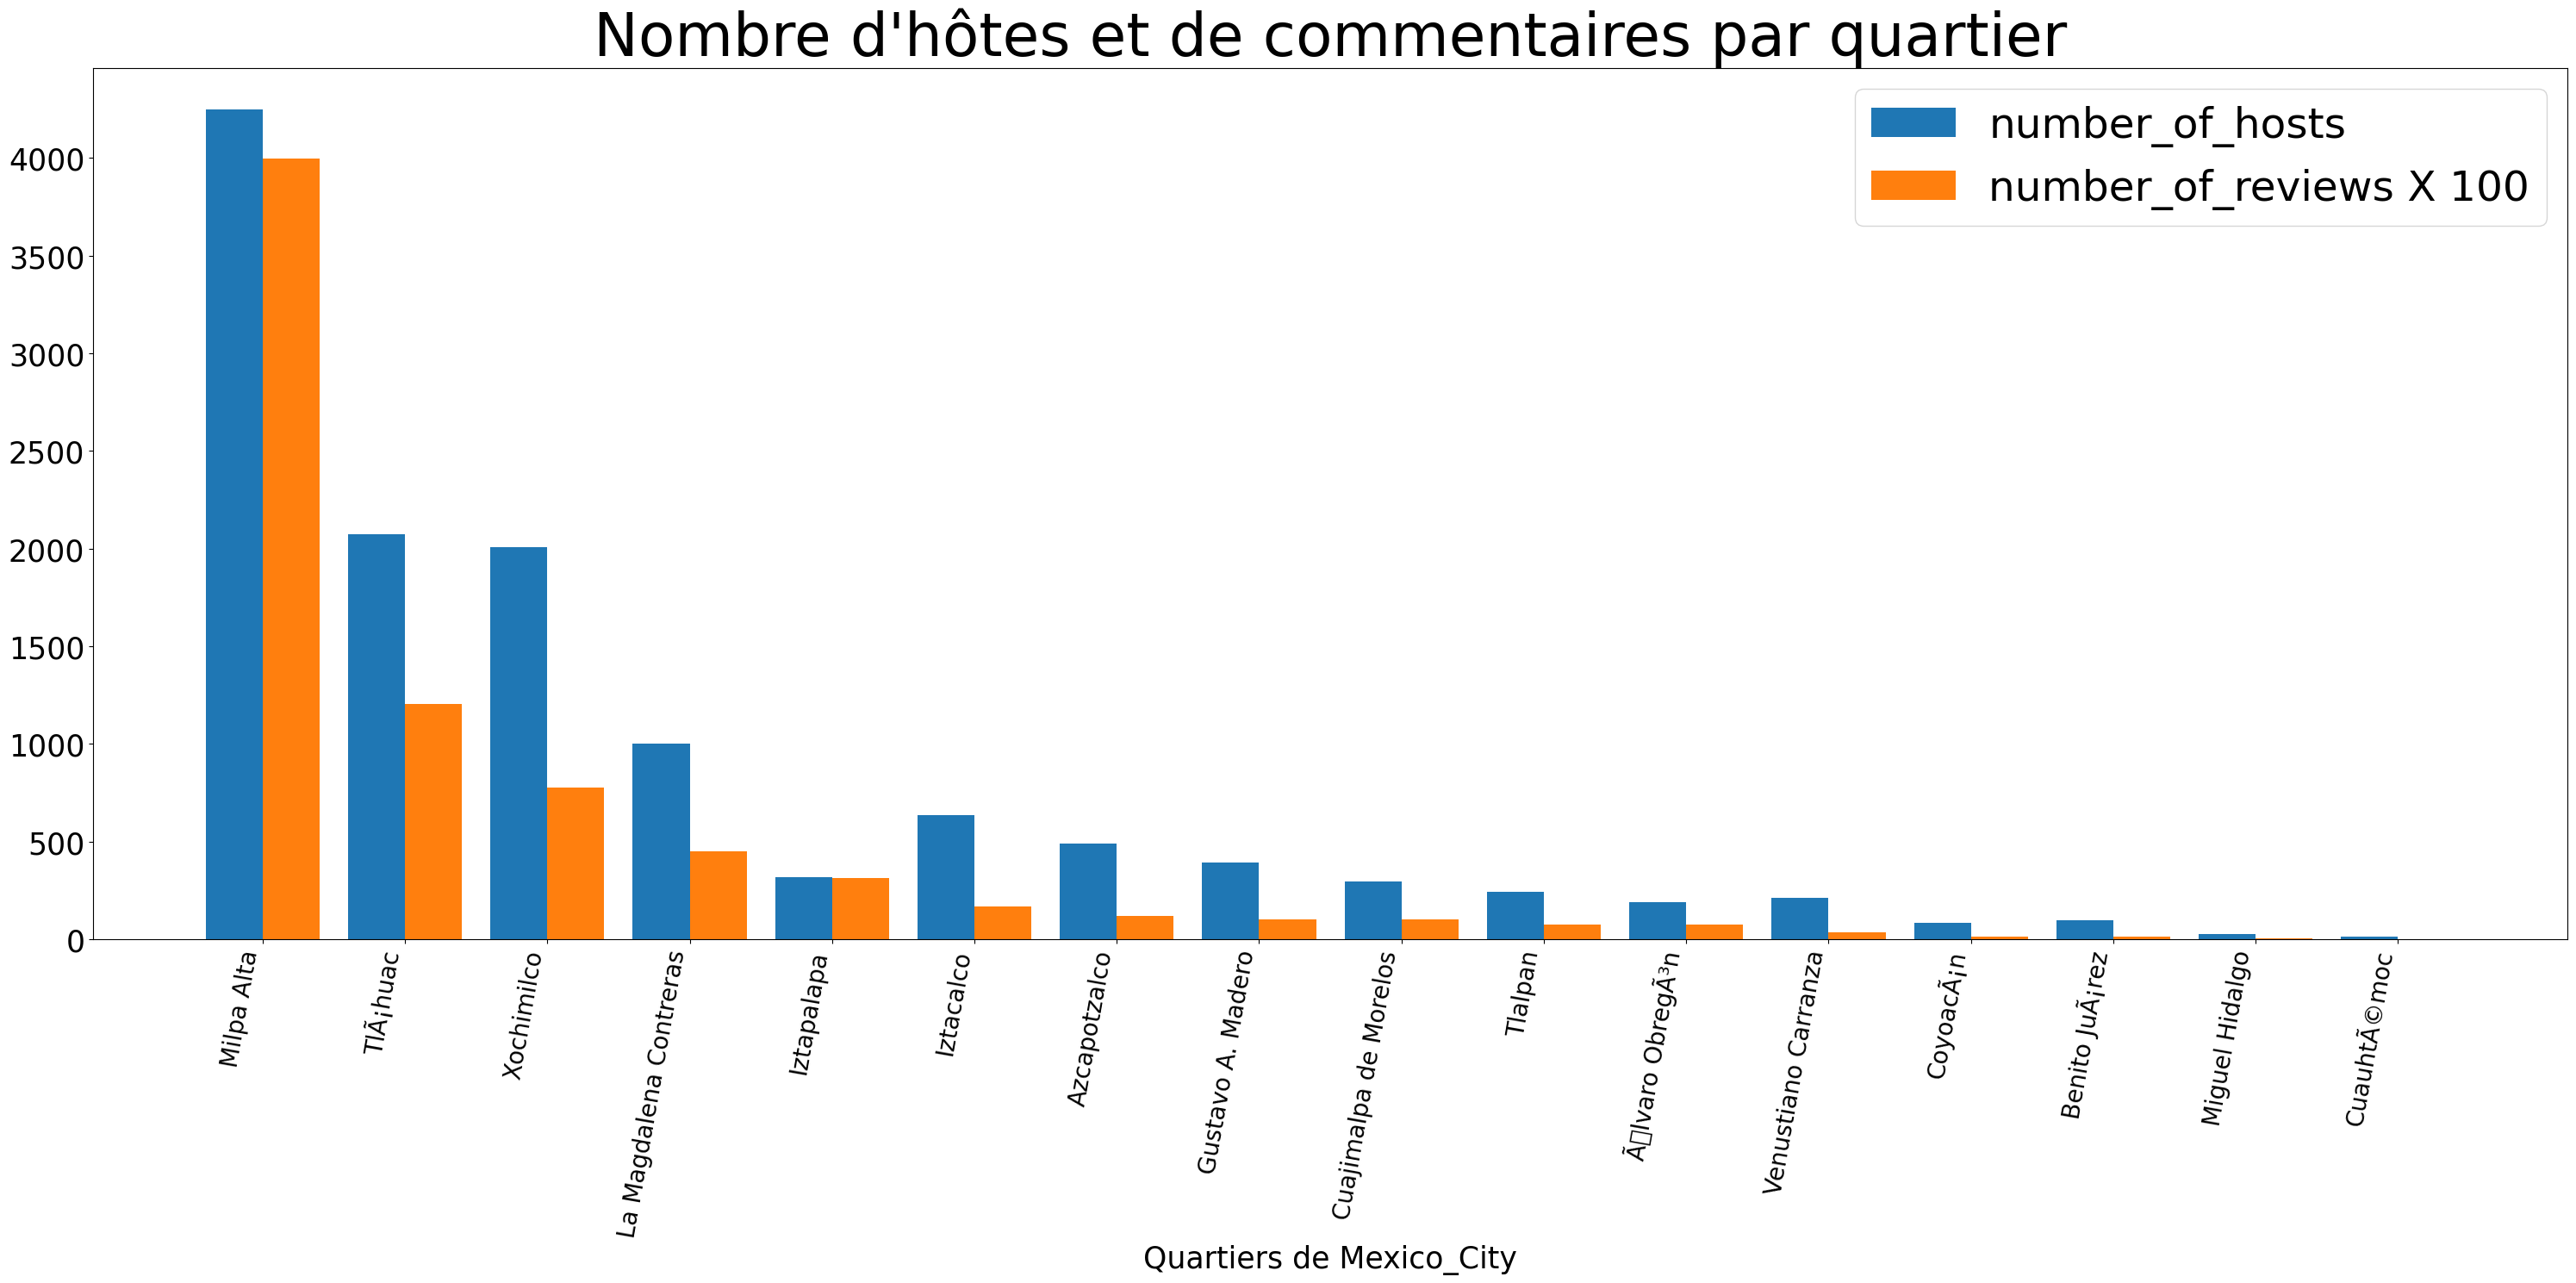 Nombre d'hôtes et de commentaires par quartier
number_of_hosts
number_of_reviews X 100
4000
3500
3000
2500
2000
1500
1000
500
0
Milpa Alta
TlÃ¡huac
Xochimilco
La Magdalena Contreras
Iztapalapa
Iztacalco
Azcapotzalco
Gustavo A. Madero
Cuajimalpa de Morelos
Tlalpan
Ã▯lvaro ObregÃ³n
Venustiano Carranza
CoyoacÃ¡n
Benito JuÃ¡rez
Miguel Hidalgo
CuauhtÃ©moc
Quartiers de Mexico_City